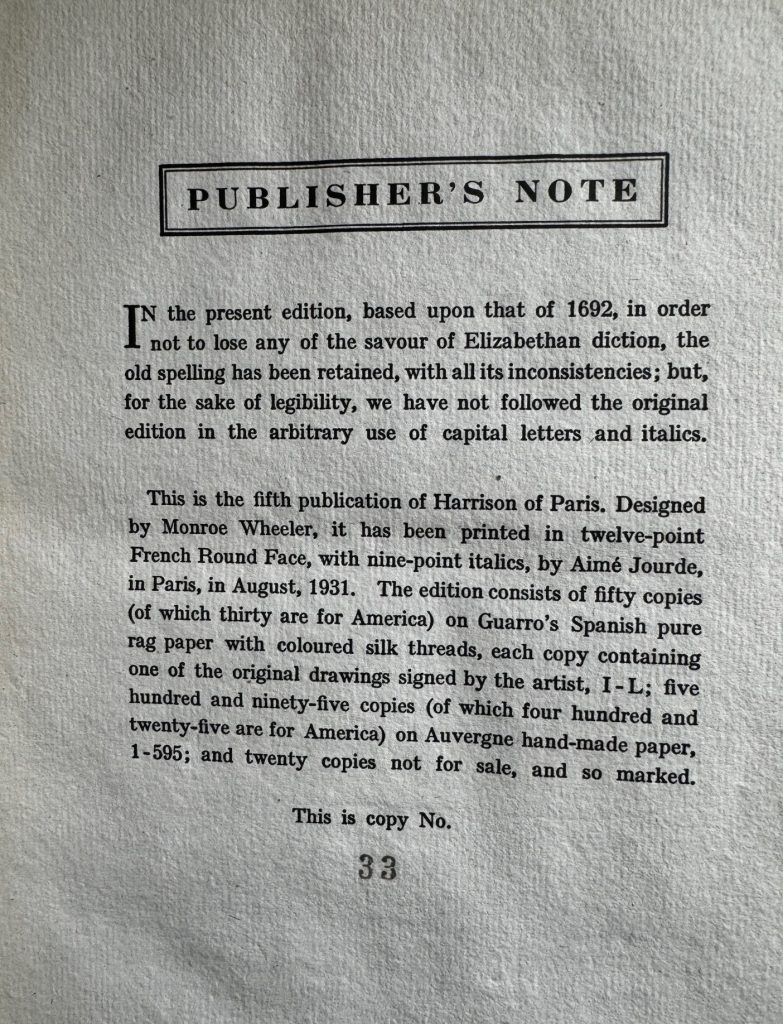 PUBLISHER'S NOTE
IN the present edition, based upon that of 1692, in order
not to lose any of the savour of Elizabethan diction, the
old spelling has been retained, with all its inconsistencies; but,
for the sake of legibility, we have not followed the original
edition in the arbitrary use of capital letters and italics.
This is the fifth publication of Harrison of Paris. Designed
by Monroe Wheeler, it has been printed in twelve-point
French Round Face, with nine-point italics, by Aimé Jourde,
in Paris, in August, 1931. The edition consists of fifty copies
(of which thirty are for America) on Guarro's Spanish pure
rag paper with coloured silk threads, each copy containing
one of the original drawings signed by the artist, I-L; five
hundred and ninety-five copies (of which four hundred and
twenty-five are for America) on Auvergne hand-made paper,
1-595; and twenty copies not for sale, and so marked.
This is copy No.
33